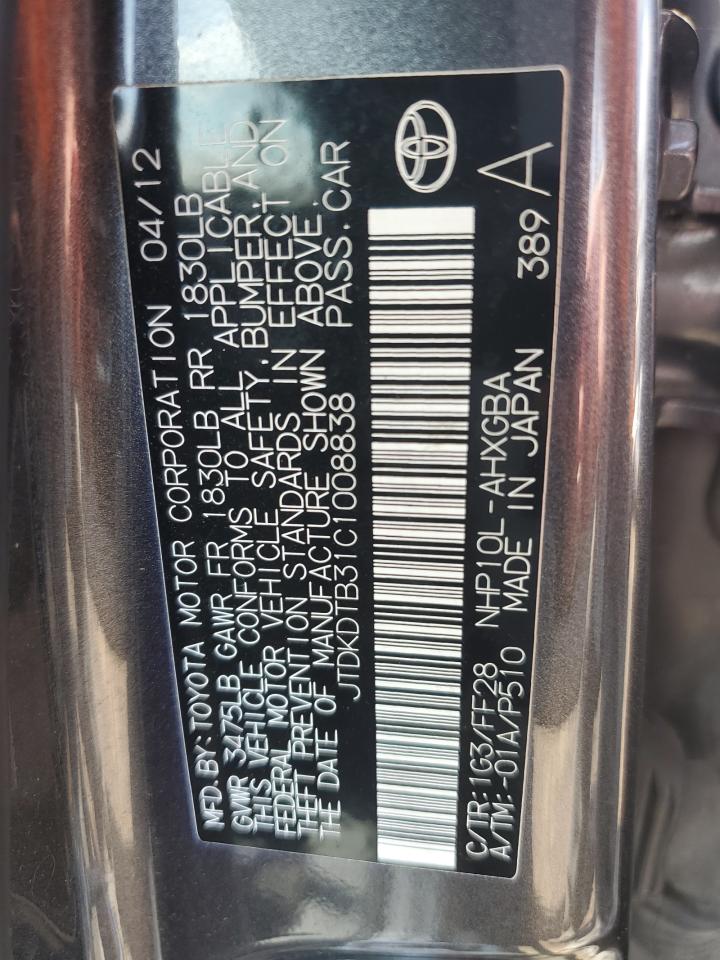 MFD. BY: TOYOTA MOTOR CORPORATION 04/12
GVWR 3475LB GAWR FR 1830LB RR 1830LB
THIS VEHICLE CONFORMS TO ALL APPLICABLE
FEDERAL MOTOR VEHICLE SAFETY, BUMPER, AND
THEFT PREVENTION STANDARDS IN EFFECT ON
THE DATE OF MANUFACTURE SHOWN ABOVE.
JTDKDTB31C1008838 PASS. CAR
C/TR: 1G3/FF28 NHP10L-AHXGBA 389 A
A/TM: -01A/P510 MADE IN JAPAN